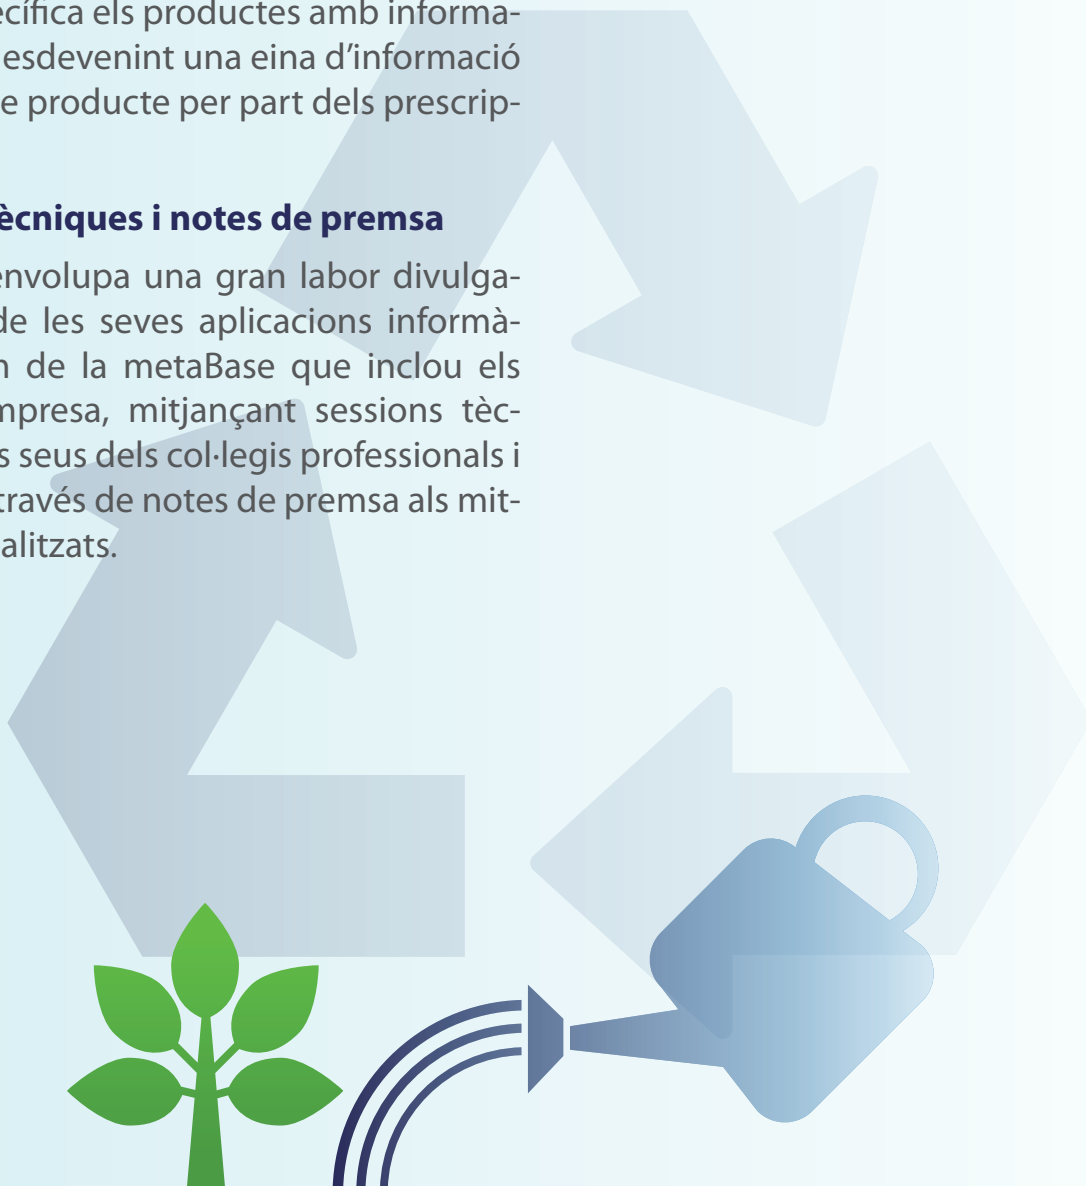 ecífica els productes amb informa-
esdevenint una eina d’informació
e producte per part dels prescrip-
ècniques i notes de premsa
envolupa una gran labor divulga-
de les seves aplicacions informà-
n de la metaBase que inclou els
mpresa, mitjançant sessions tèc-
s seus dels col·legis professionals i
través de notes de premsa als mit-
alitzats.